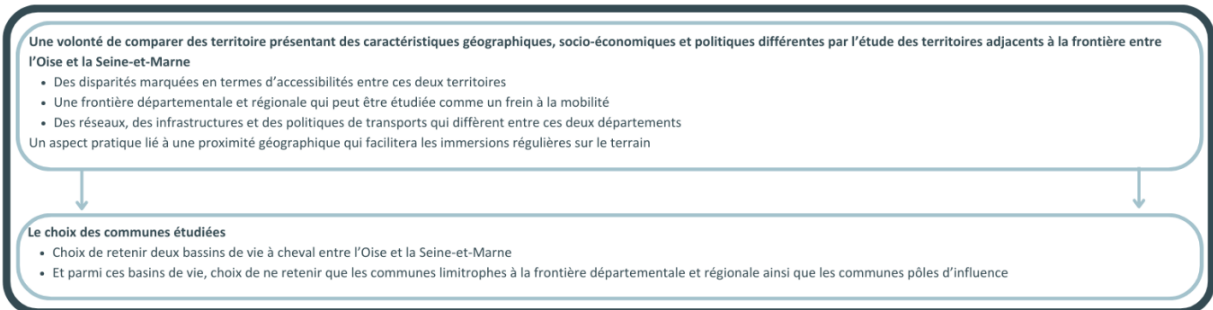 Une volonté de comparer des territoire présentant des caractéristiques géographiques, socio-économiques et politiques différentes par l'étude des territoires adjacents à la frontière entre
l'Oise et la Seine-et-Marne
• Des disparités marquées en termes d'accessibilités entre ces deux territoires
• Une frontière départementale et régionale qui peut être étudiée comme un frein à la mobilité
• Des réseaux, des infrastructures et des politiques de transports qui diffèrent entre ces deux départements
Un aspect pratique lié à une proximité géographique qui facilitera les immersions régulières sur le terrain
Le choix des communes étudiées
• Choix de retenir deux bassins de vie à cheval entre l'Oise et la Seine-et-Marne
• Et parmi ces basins de vie, choix de ne retenir que les communes limitrophes à la frontière départementale et régionale ainsi que les communes pôles d'influence